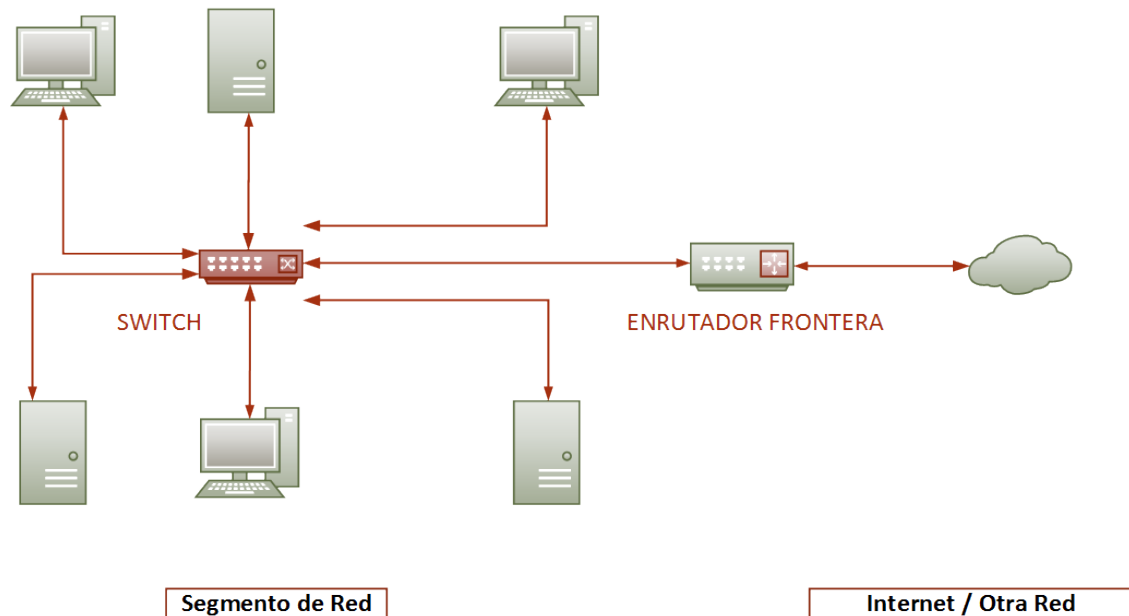 SWITCH
ENRUTADOR FRONTERA
Segmento de Red
Internet / Otra Red